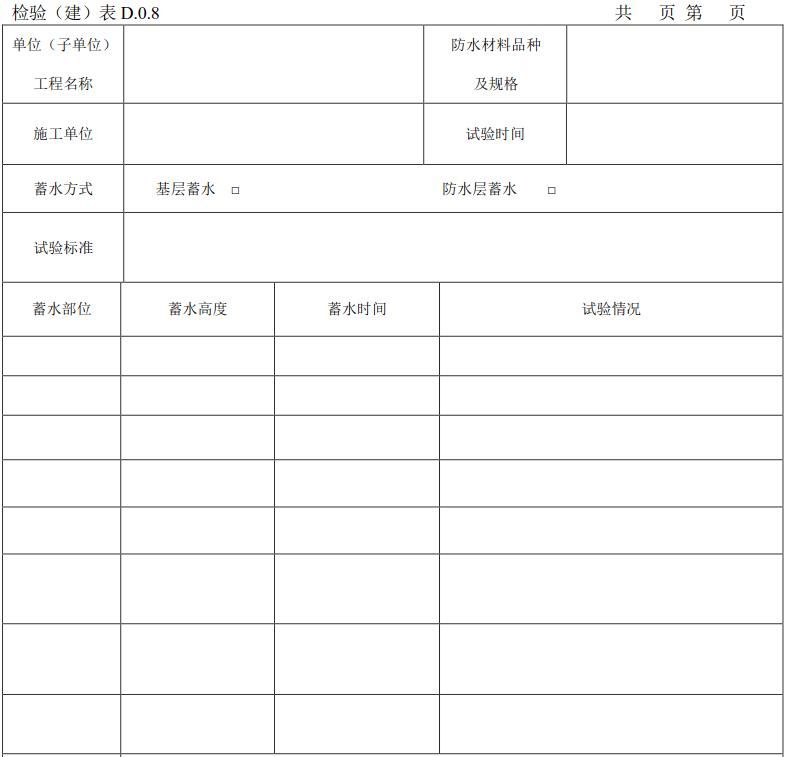 检验（建）表 D.0.8 共 页 第 页
单位（子单位）
工程名称
防水材料品种
及规格
施工单位 试验时间
蓄水方式 基层蓄水 □ 防水层蓄水 □
试验标准
蓄水部位 蓄水高度 蓄水时间 试验情况